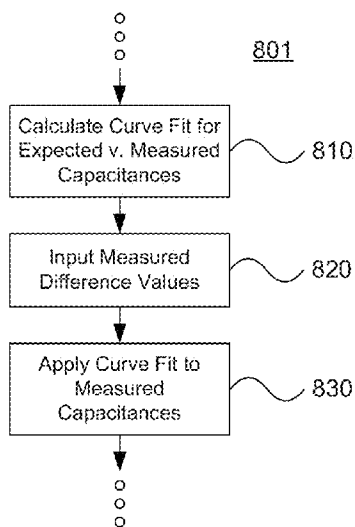 801
Calculate Curve Fit for
Expected v. Measured
Capacitances
810
Input Measured
Difference Values
820
Apply Curve Fit to
Measured
Capacitances
830